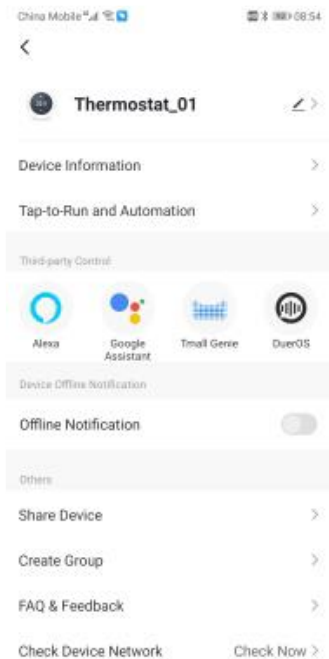 China Mobile 08:54
Thermostat_01
Device Information
Tap-to-Run and Automation
Third-party Control
Alexa
Google
Assistant
Tmall Genie
DuerOS
Device Offline Notification
Offline Notification
Others
Share Device
Create Group
FAQ & Feedback
Check Device Network Check Now